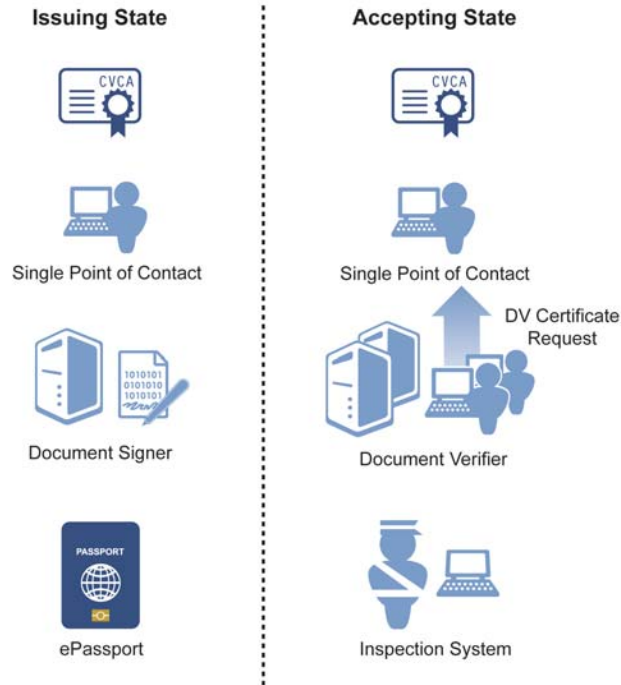 Issuing State
Accepting State
CVCA
CVCA
Single Point of Contact
Single Point of Contact
DV Certificate
Request
1010101
0101010
1010101
Document Signer
Document Verifier
PASSPORT
ePassport
Inspection System